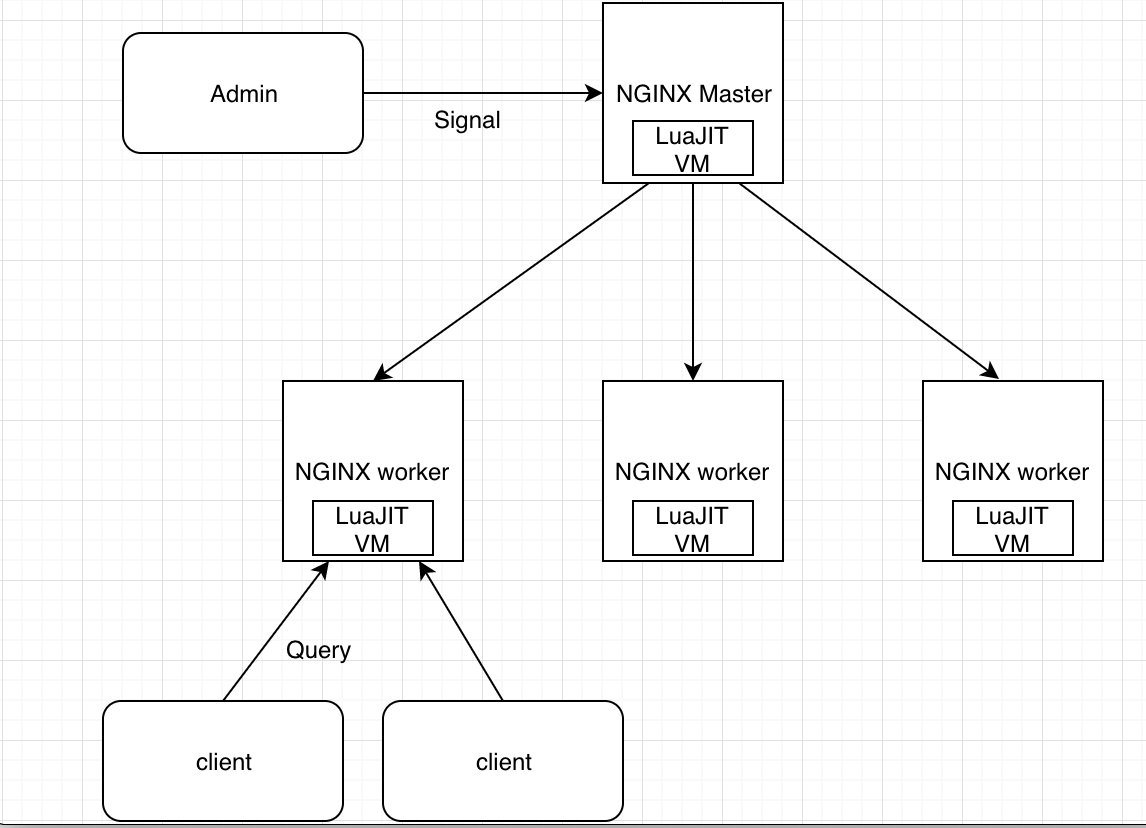 Admin
Signal
NGINX Master
LuaJIT
VM
NGINX worker
LuaJIT
VM
NGINX worker
LuaJIT
VM
NGINX worker
LuaJIT
VM
Query
client
client